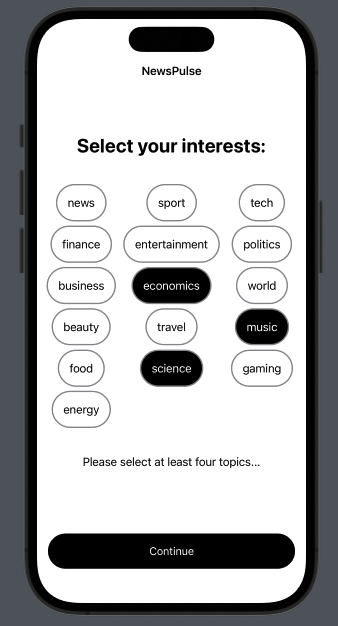 NewsPulse
Select your interests:
news sport tech
finance entertainment politics
business economics world
beauty travel music
food science gaming
energy
Please select at least four topics...
Continue